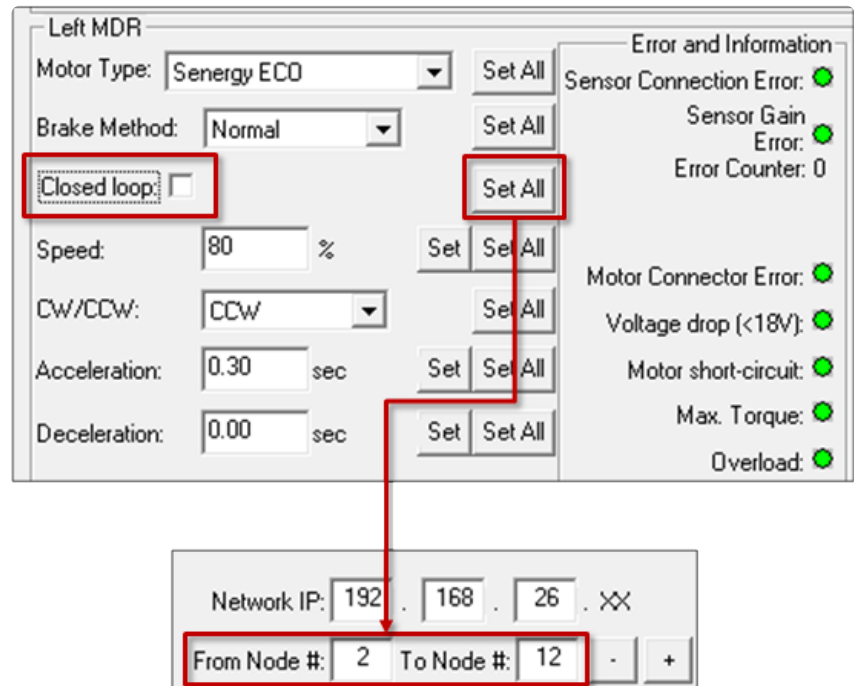 Left MDR
Motor Type: Senergy ECO Set All
Brake Method: Normal Set All
Closed loop: Set All
Speed: 80 % Set Set All
CW/CCW: CCW Set All
Acceleration: 0.30 sec Set Set All
Deceleration: 0.00 sec Set Set All
Error and Information
Sensor Connection Error:
Sensor Gain
Error:
Error Counter: 0
Motor Connector Error:
Voltage drop (<18V):
Motor short-circuit:
Max. Torque:
Overload:
Network IP: 192 . 168 . 26 . XX
From Node #: 2 To Node #: 12 - +